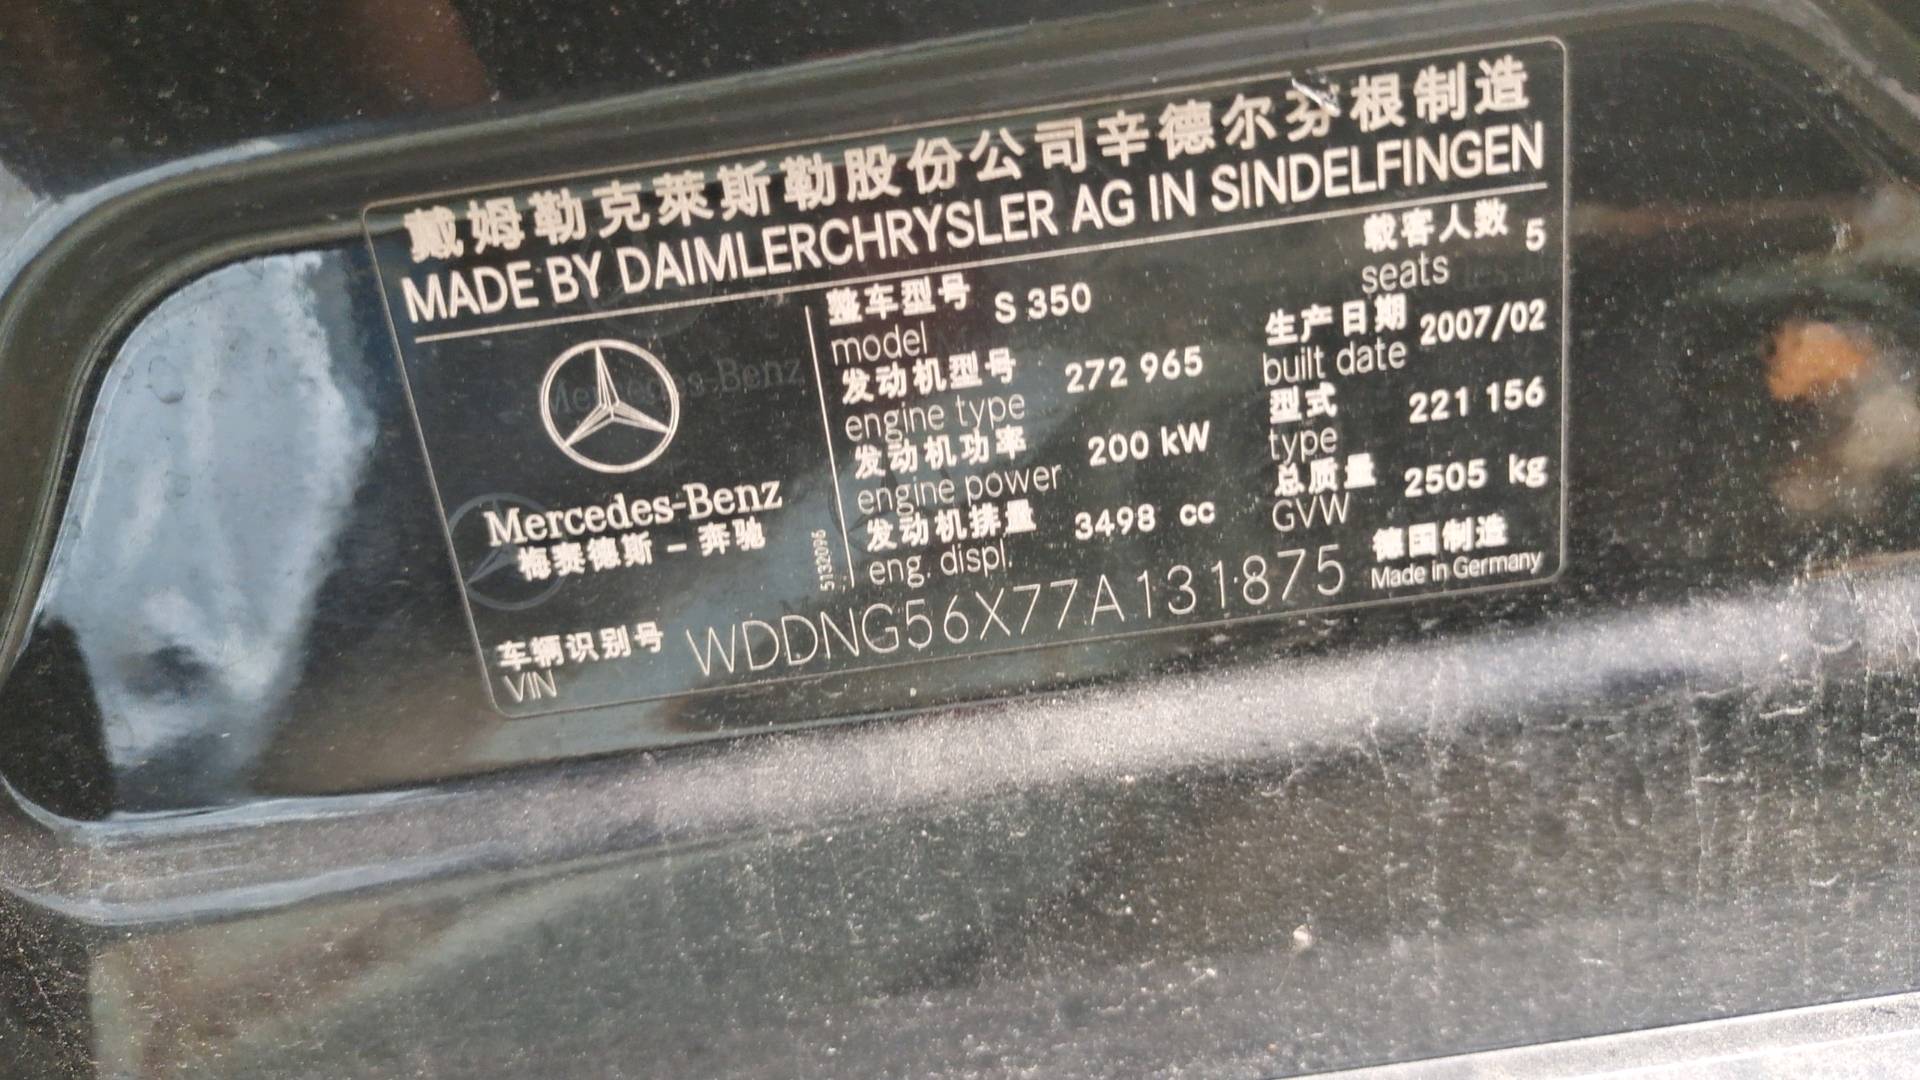 戴姆勒克莱斯勒股份公司辛德尔芬根制造
MADE BY DAIMLERCHRYSLER AG IN SINDELFINGEN
Mercedes-Benz
梅赛德斯 - 奔驰
5132096
整车型号 S 350
model
发动机型号 272 965
engine type
发动机功率 200 kW
engine power
发动机排量 3498 cc
eng. displ.
载客人数 5
seats
生产日期 2007/02
built date
型式 221 156
type
总质量 2505 kg
GVW
车辆识别号 WDDNG56X77A131875
VIN
德国制造
Made in Germany